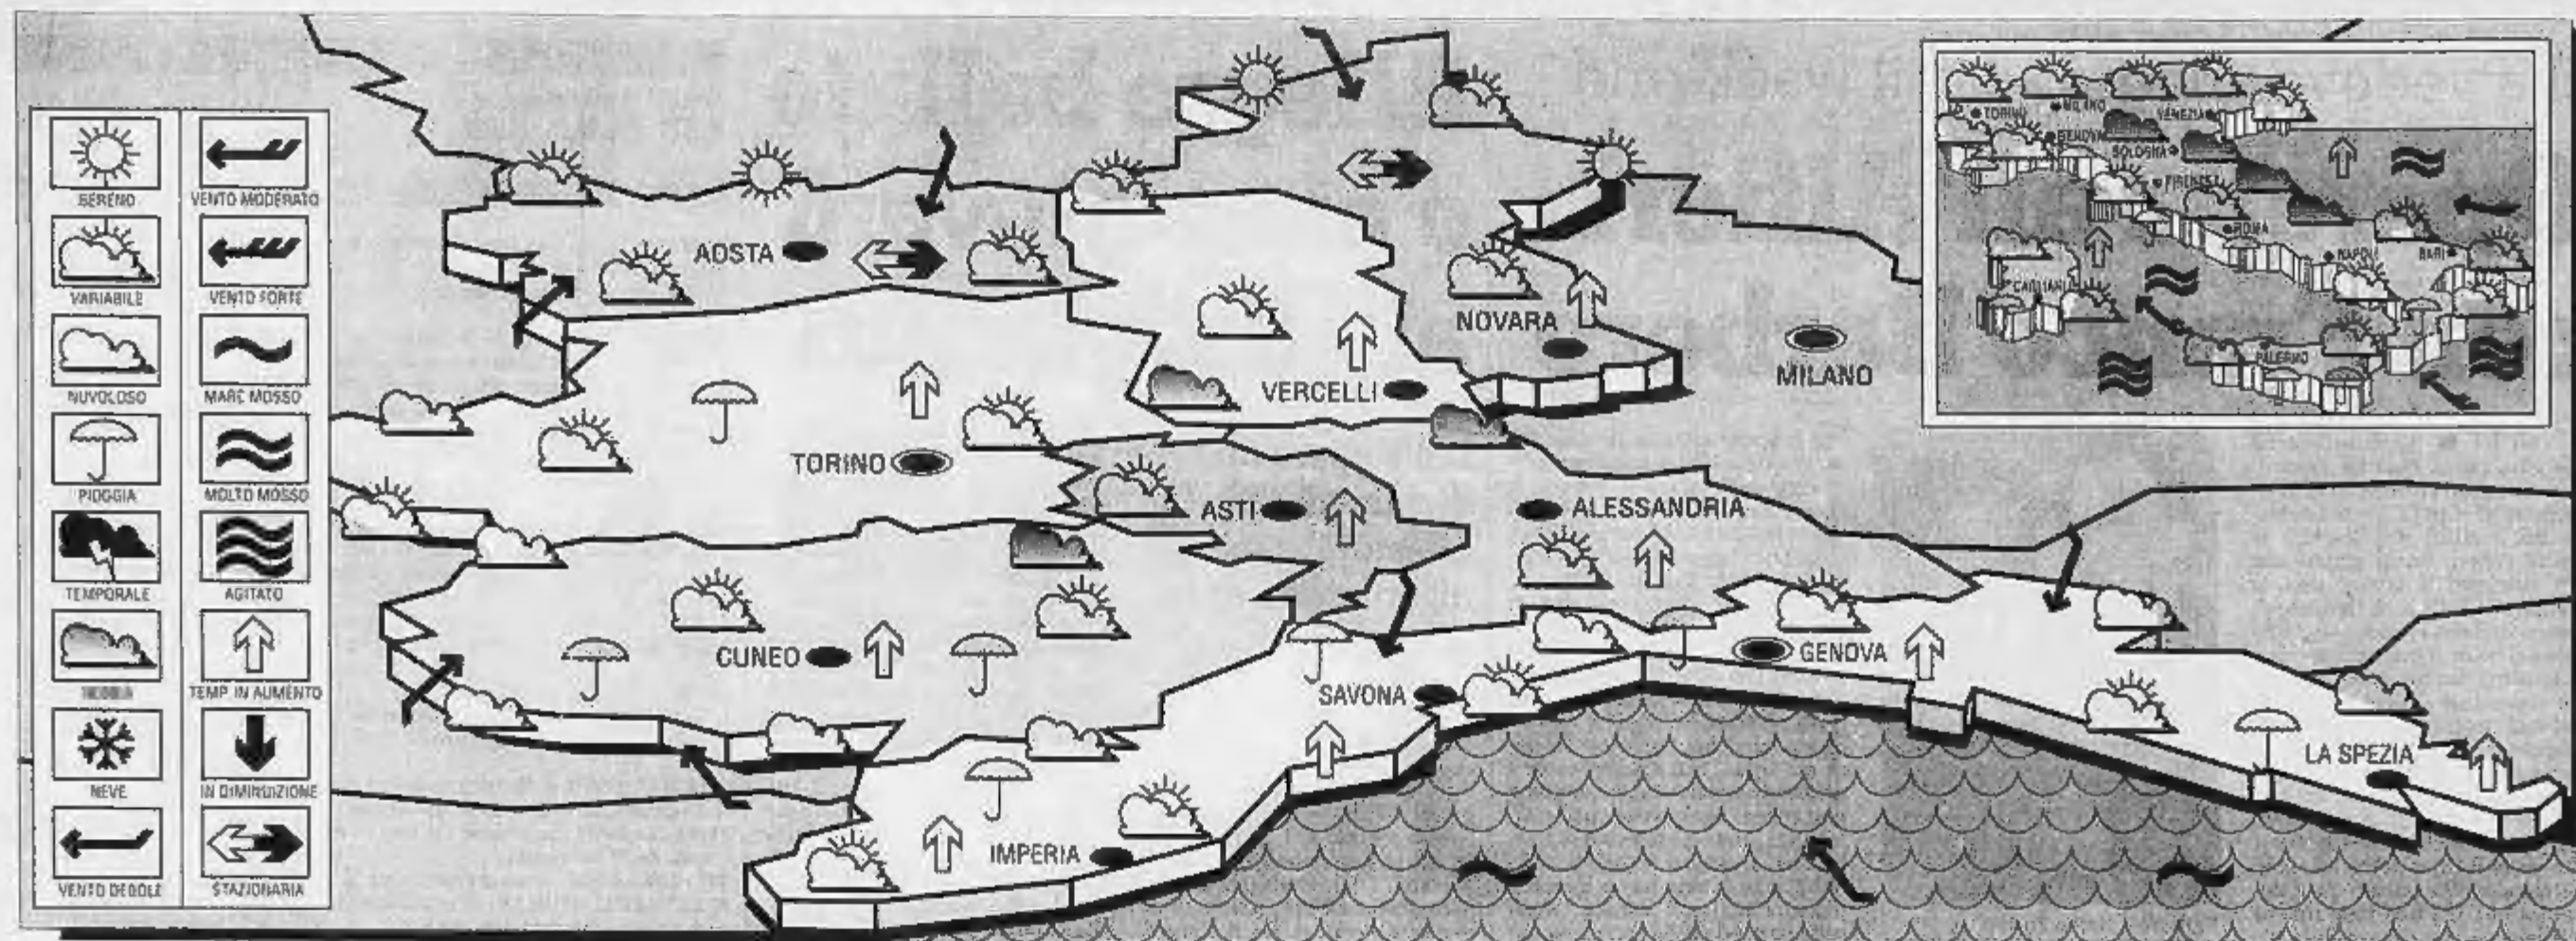 SERENO
VARIABILE
NUVOLOSO
PIOGGIA
TEMPORALE
NEBBIA
NEVE
VENTO DEBOLE
VENTO MODERATO
VENTO FORTE
MARE MOSSO
MOLTO MOSSO
AGITATO
TEMP. IN AUMENTO
IN DIMINUZIONE
STAZIONARIA
AOSTA
NOVARA
VERCELLI
MILANO
TORINO
ASTI
ALESSANDRIA
CUNEO
GENOVA
SAVONA
LA SPEZIA
IMPERIA
TORINO
MILANO
VENEZIA
GENOVA
BOLOGNA
FIRENZE
ROMA
NAPOLI
BARI
CAGLIARI
PALERMO